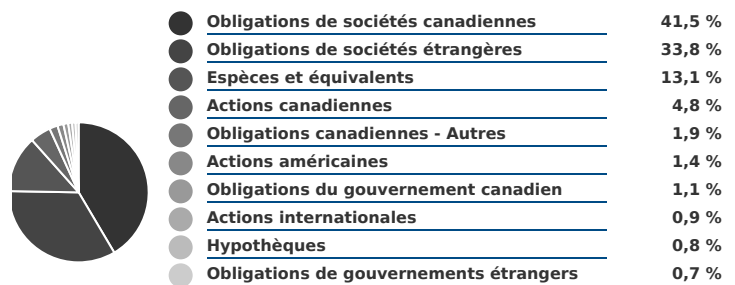 Obligations de sociétés canadiennes 41,5 %
Obligations de sociétés étrangères 33,8 %
Espèces et équivalents 13,1 %
Actions canadiennes 4,8 %
Obligations canadiennes - Autres 1,9 %
Actions américaines 1,4 %
Obligations du gouvernement canadien 1,1 %
Actions internationales 0,9 %
Hypothèques 0,8 %
Obligations de gouvernements étrangers 0,7 %